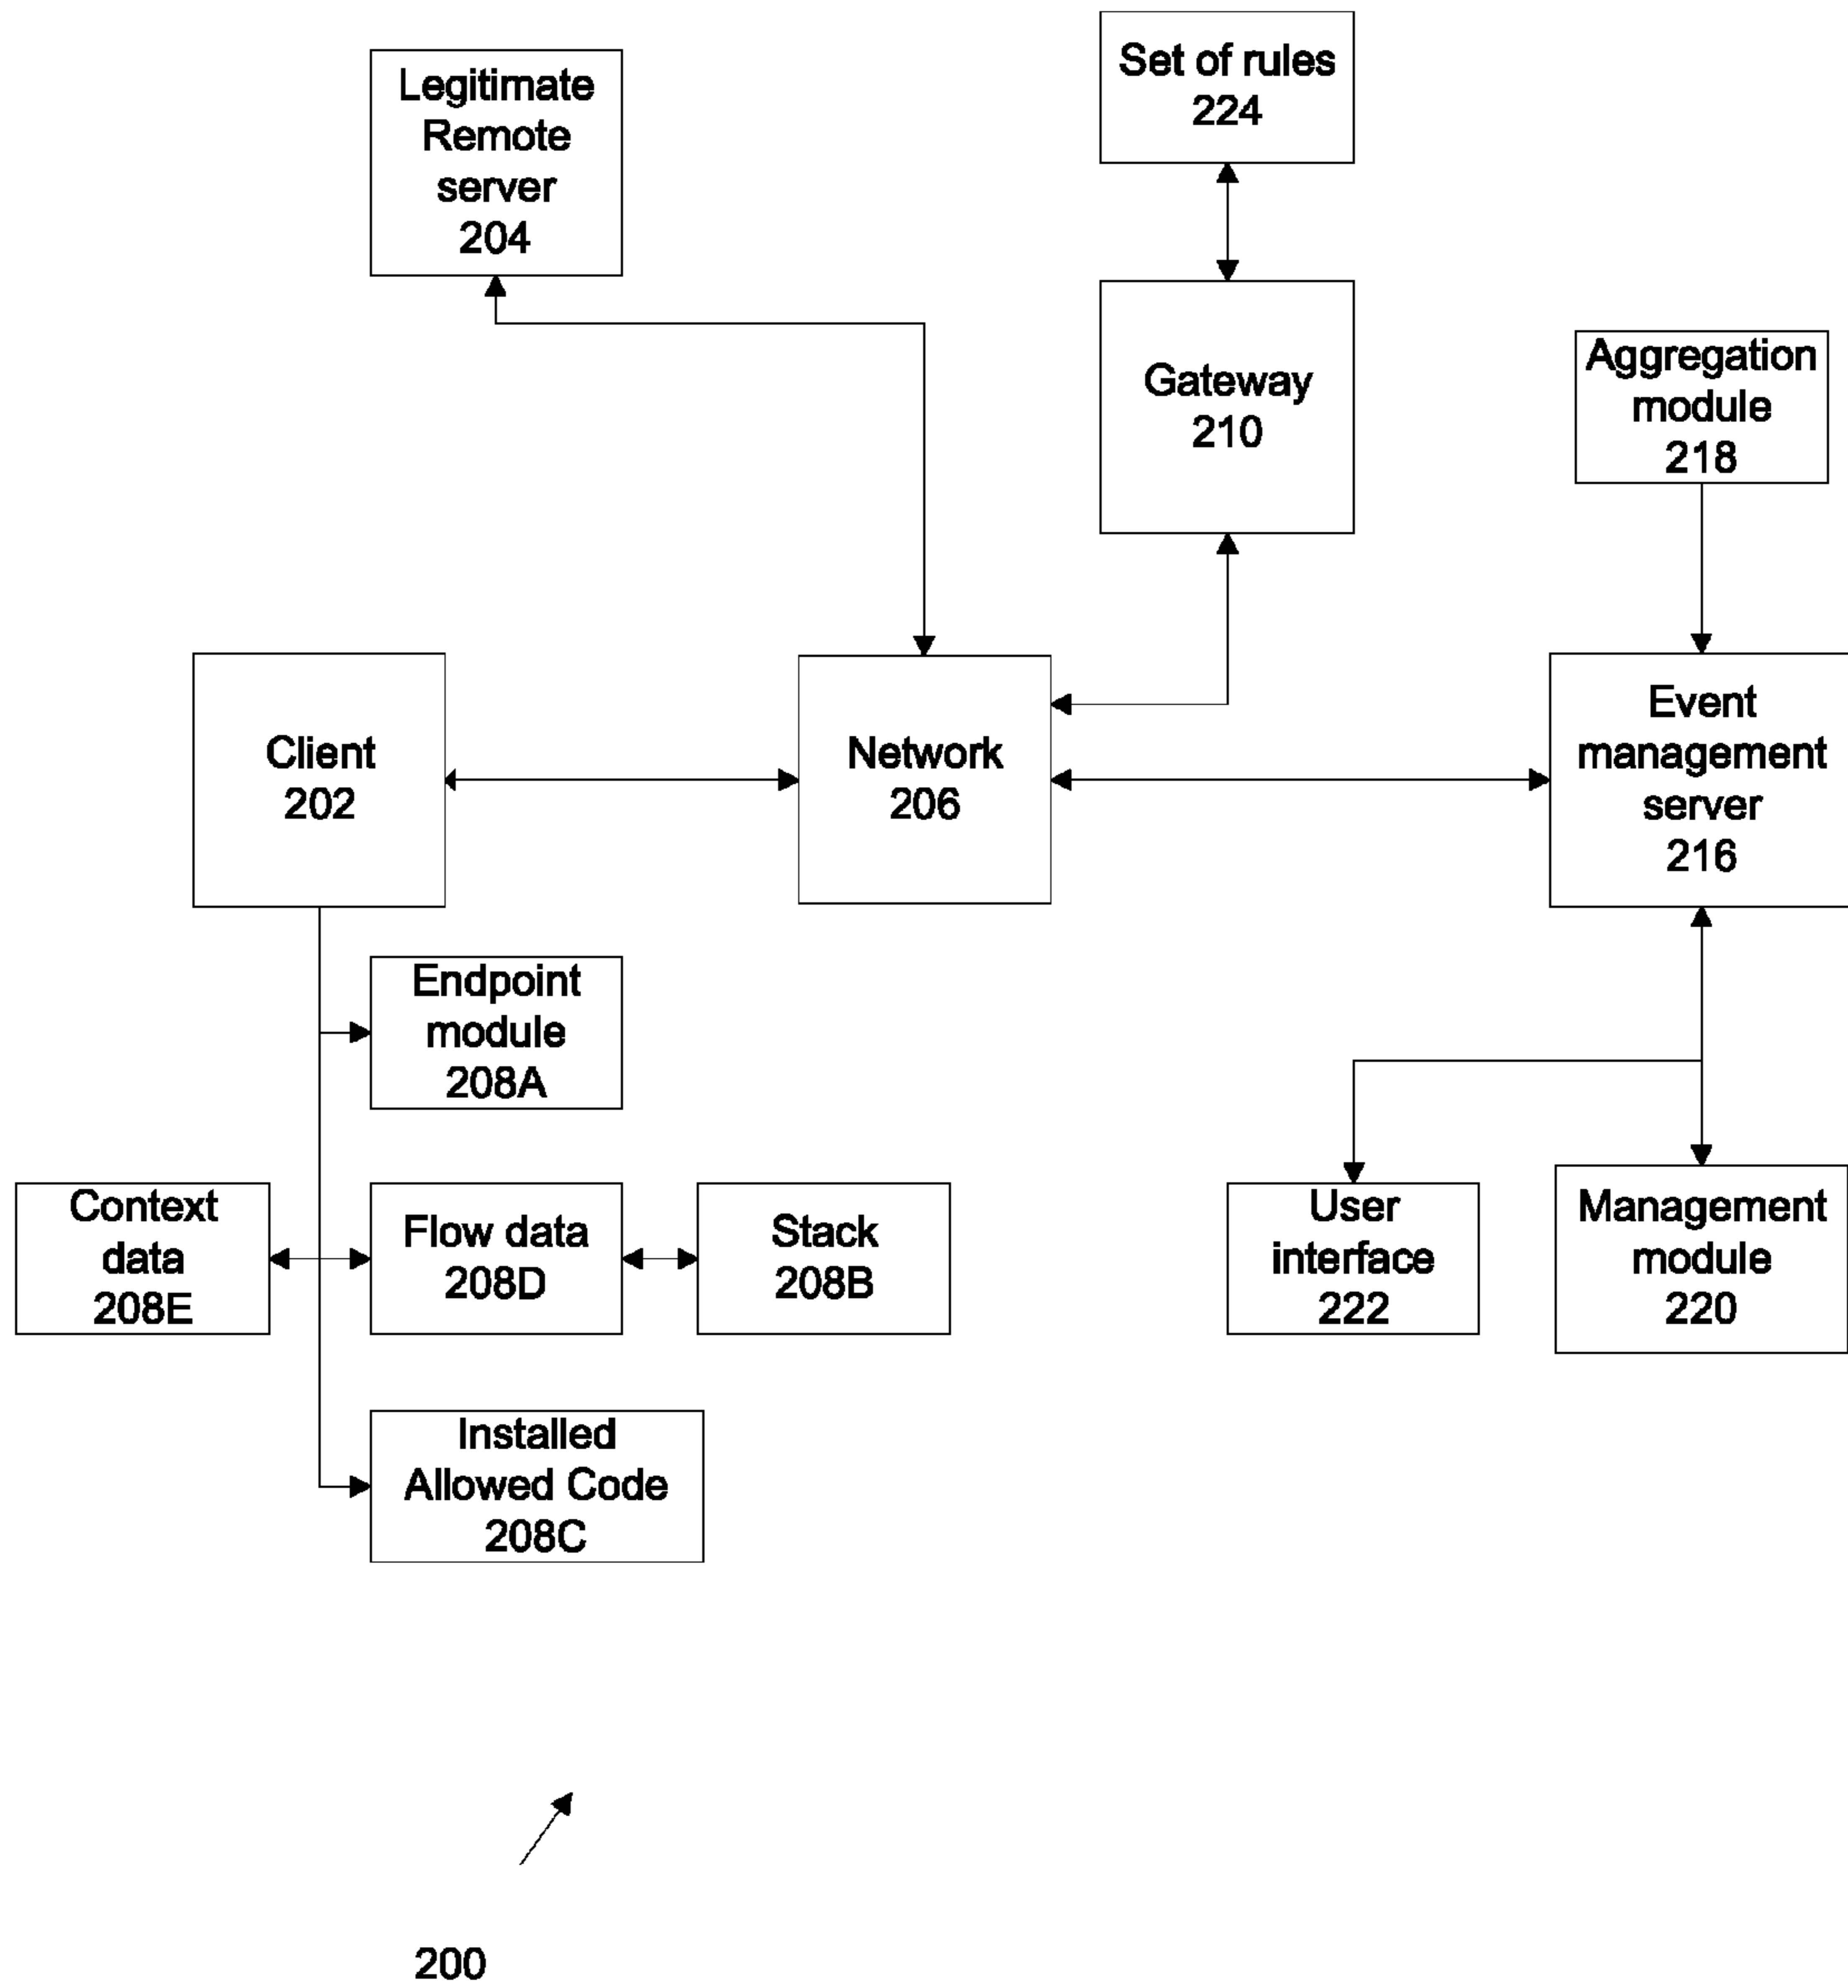 Set of rules
224
Legitimate
Remote
server
204
Gateway
210
Aggregation
module
218
Client
202
Network
206
Event
management
server
216
Endpoint
module
208A
Context
data
208E
Flow data
208D
Stack
208B
User
interface
222
Management
module
220
Installed
Allowed Code
208C
200